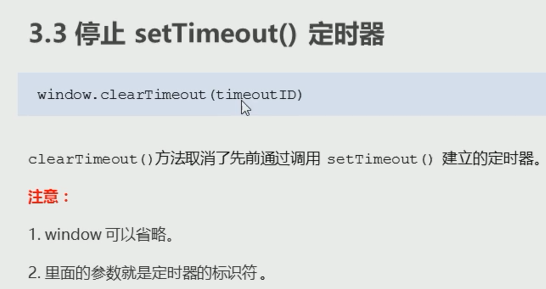 3.3 停止 setTimeout() 定时器
window.clearTimeout(timeoutID)
clearTimeout()方法取消了先前通过调用 setTimeout() 建立的定时器。
注意：
1. window 可以省略。
2. 里面的参数就是定时器的标识符 。